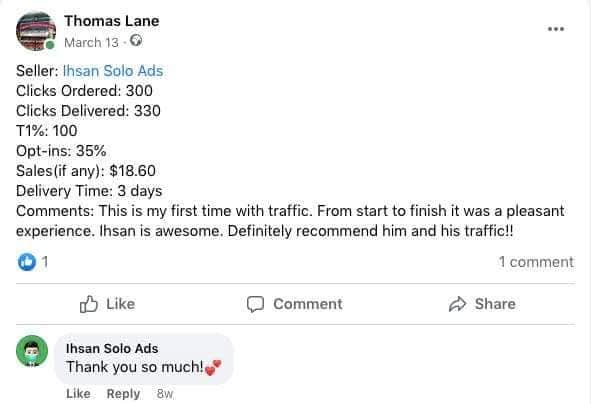 Thomas Lane
March 13 ·
Seller: Ihsan Solo Ads
Clicks Ordered: 300
Clicks Delivered: 330
T1%: 100
Opt-ins: 35%
Sales(if any): $18.60
Delivery Time: 3 days
Comments: This is my first time with traffic. From start to finish it was a pleasant
experience. Ihsan is awesome. Definitely recommend him and his traffic!!
1 1 comment
Like Comment Share
Ihsan Solo Ads
Thank you so much!💕
Like Reply 8w